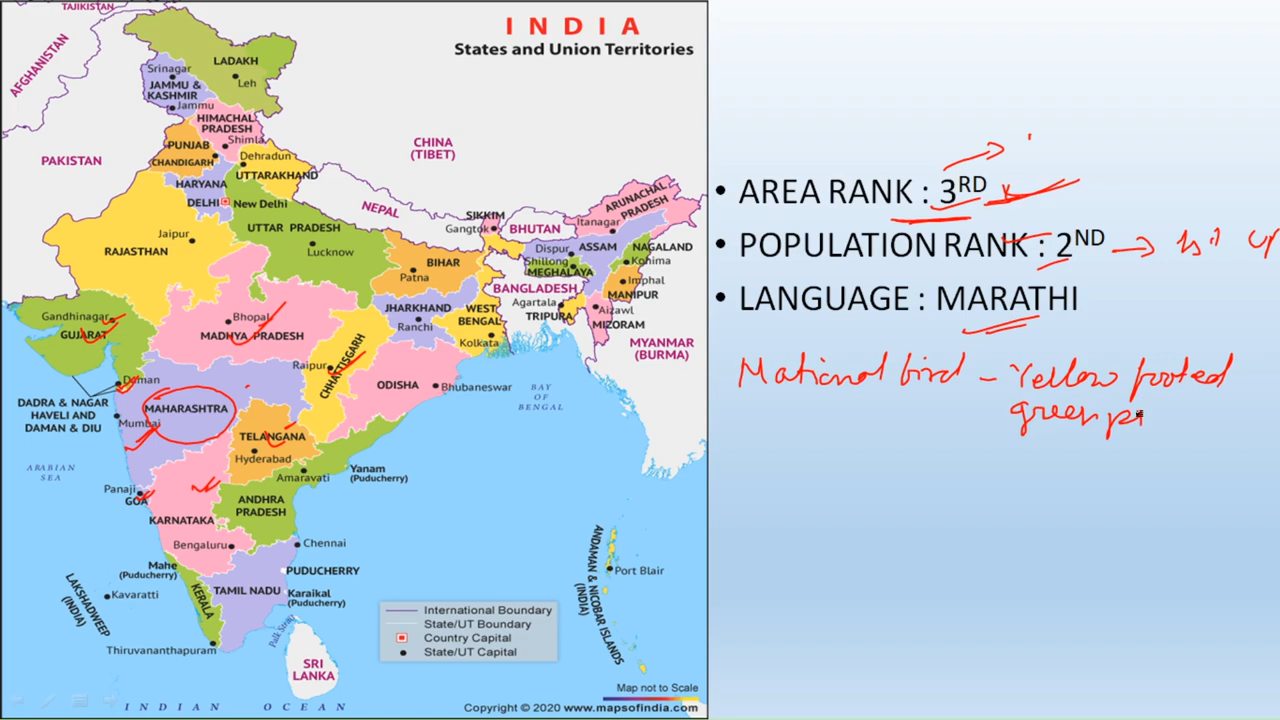 TAJIKISTAN
AFGHANISTAN
INDIA
States and Union Territories
LADAKH
Leh
Srinagar
JAMMU &
KASHMIR
Jammu
HIMACHAL
PRADESH
Shimla
PUNJAB
CHANDIGARH
Dehradun
UTTARAKHAND
HARYANA
DELHI
New Delhi
PAKISTAN
CHINA
(TIBET)
NEPAL
RAJASTHAN
Jaipur
UTTAR PRADESH
Lucknow
BIHAR
Patna
SIKKIM
Gangtok
BHUTAN
ARUNACHAL
PRADESH
Itanagar
Dispur
ASSAM
NAGALAND
Kohima
Shillong
MEGHALAYA
Imphal
MANIPUR
BANGLADESH
Agartala
TRIPURA
Aizawl
MIZORAM
MYANMAR
(BURMA)
JHARKHAND
Ranchi
WEST
BENGAL
Kolkata
Gandhinagar
GUJARAT
Bhopal
MADHYA PRADESH
Raipur
CHHATTISGARH
ODISHA
Bhubaneswar
BAY
OF
BENGAL
Daman
DADRA & NAGAR
HAVELI AND
DAMAN & DIU
MAHARASHTRA
Mumbai
TELANGANA
Hyderabad
ARABIAN
SEA
Amaravati
Yanam
(Puducherry)
Panaji
GOA
KARNATAKA
ANDHRA
PRADESH
Bengaluru
Chennai
Mahe
(Puducherry)
PUDUCHERRY
TAMIL NADU
Karaikal
(Puducherry)
KERALA
LAKSHADWEEP
(INDIA)
Kavaratti
Thiruvananthapuram
Palk Strait
SRI
LANKA
ANDAMAN & NICOBAR ISLANDS
(INDIA)
Port Blair
International Boundary
State/UT Boundary
Country Capital
State/UT Capital
Map not to Scale
INDIAN OCEAN
Copyright © 2020 www.mapsofindia.com
• AREA RANK : 3RD
• POPULATION RANK : 2ND
• LANGUAGE : MARATHI
National bird – Yellow footed
green pi